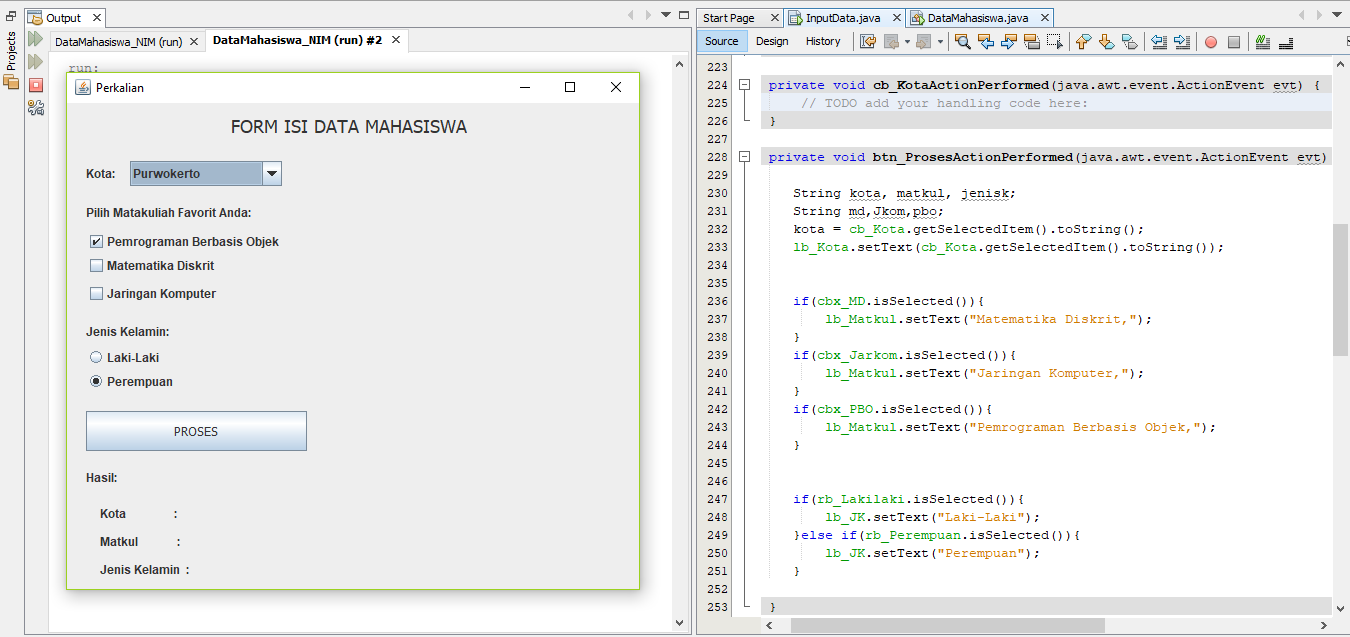 Output
Projects
DataMahasiswa_NIM (run)
DataMahasiswa_NIM (run) #2
run:
Perkalian
FORM ISI DATA MAHASISWA
Kota:
Purwokerto
Pilih Matakuliah Favorit Anda:
Pemrograman Berbasis Objek
Matematika Diskrit
Jaringan Komputer
Jenis Kelamin:
Laki-Laki
Perempuan
PROSES
Hasil:
Kota :
Matkul :
Jenis Kelamin :
Start Page
InputData.java
DataMahasiswa.java
Source Design History
223
224 private void cb_KotaActionPerformed(java.awt.event.ActionEvent evt) {
225 // TODO add your handling code here:
226 }
227
228 private void btn_ProsesActionPerformed(java.awt.event.ActionEvent evt)
229
230 String kota, matkul, jenisk;
231 String md,Jkom,pbo;
232 kota = cb_Kota.getSelectedItem().toString();
233 lb_Kota.setText(cb_Kota.getSelectedItem().toString());
234
235
236 if(cbx_MD.isSelected()){
237 lb_Matkul.setText("Matematika Diskrit,");
238 }
239 if(cbx_Jarkom.isSelected()){
240 lb_Matkul.setText("Jaringan Komputer,");
241 }
242 if(cbx_PBO.isSelected()){
243 lb_Matkul.setText("Pemrograman Berbasis Objek,");
244 }
245
246
247 if(rb_Lakilaki.isSelected()){
248 lb_JK.setText("Laki-Laki");
249 }else if(rb_Perempuan.isSelected()){
250 lb_JK.setText("Perempuan");
251 }
252
253 }